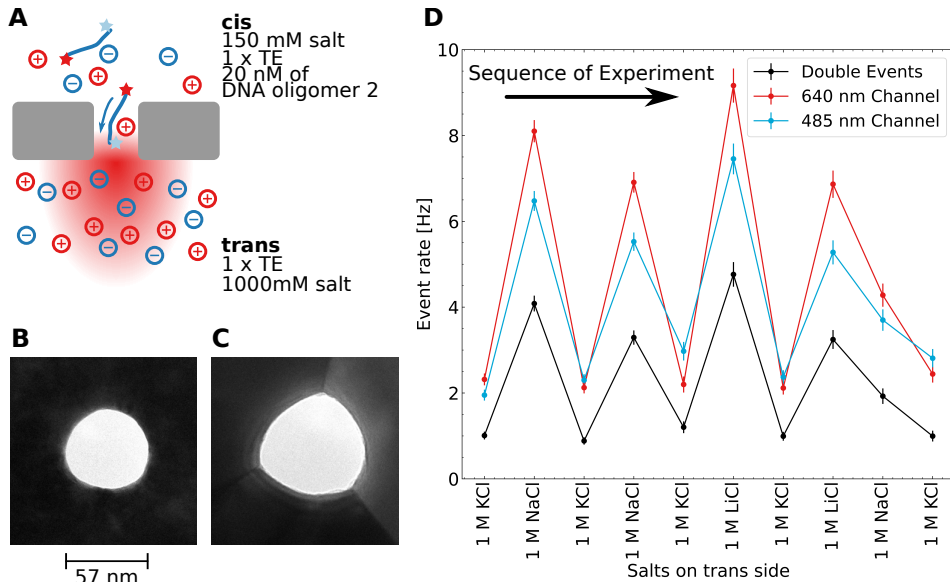 A
cis
150 mM salt
1 x TE
20 nM of
DNA oligomer 2
trans
1 x TE
1000mM salt
B
C
57 nm
D
Sequence of Experiment
Double Events
640 nm Channel
485 nm Channel
Event rate [Hz]
10
8
6
4
2
0
1 M KCl
1 M NaCl
1 M KCl
1 M NaCl
1 M KCl
1 M LiCl
1 M KCl
1 M LiCl
1 M NaCl
1 M KCl
Salts on trans side